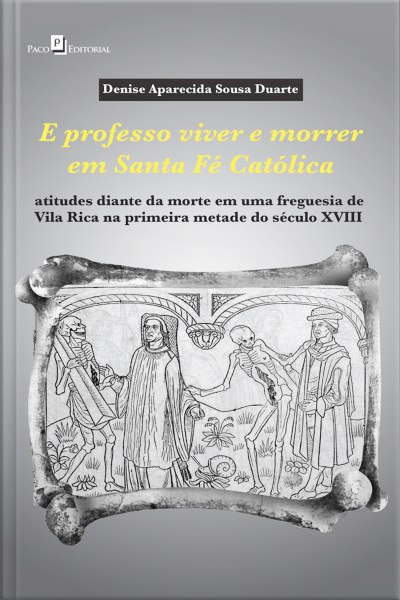 PACO EDITORIAL
P
Denise Aparecida Sousa Duarte
E professo viver e morrer
em Santa Fé Católica
atitudes diante da morte em uma freguesia de
Vila Rica na primeira metade do século XVIII